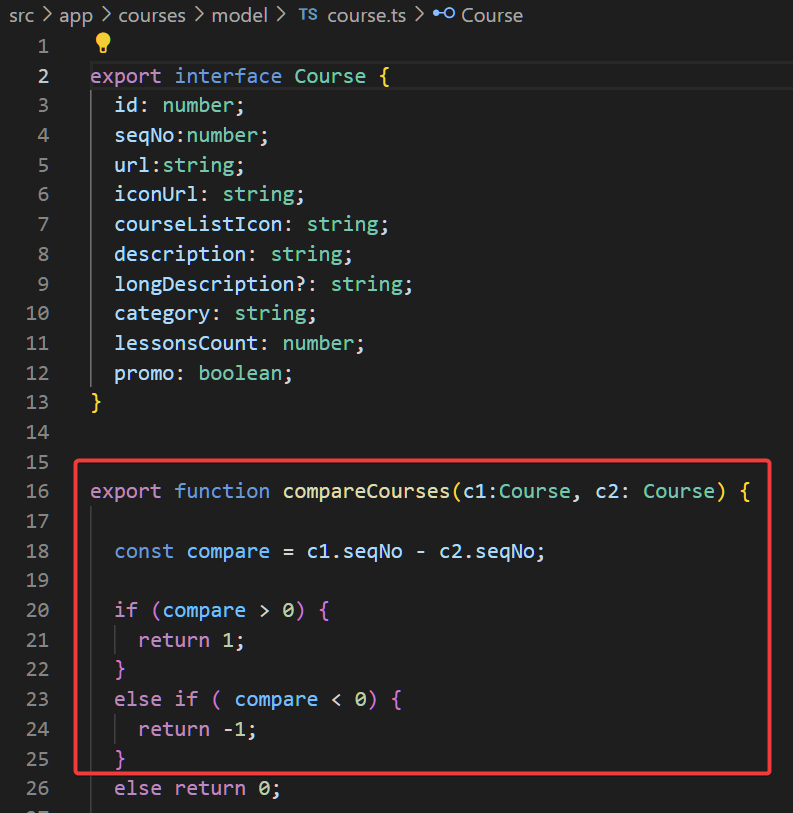 src > app > courses > model > TS course.ts > Course
1
2 export interface Course {
3 id: number;
4 seqNo:number;
5 url:string;
6 iconUrl: string;
7 courseListIcon: string;
8 description: string;
9 longDescription?: string;
10 category: string;
11 lessonsCount: number;
12 promo: boolean;
13 }
14
15
16 export function compareCourses(c1:Course, c2: Course) {
17
18 const compare = c1.seqNo - c2.seqNo;
19
20 if (compare > 0) {
21 return 1;
22 }
23 else if ( compare < 0) {
24 return -1;
25 }
26 else return 0;
27